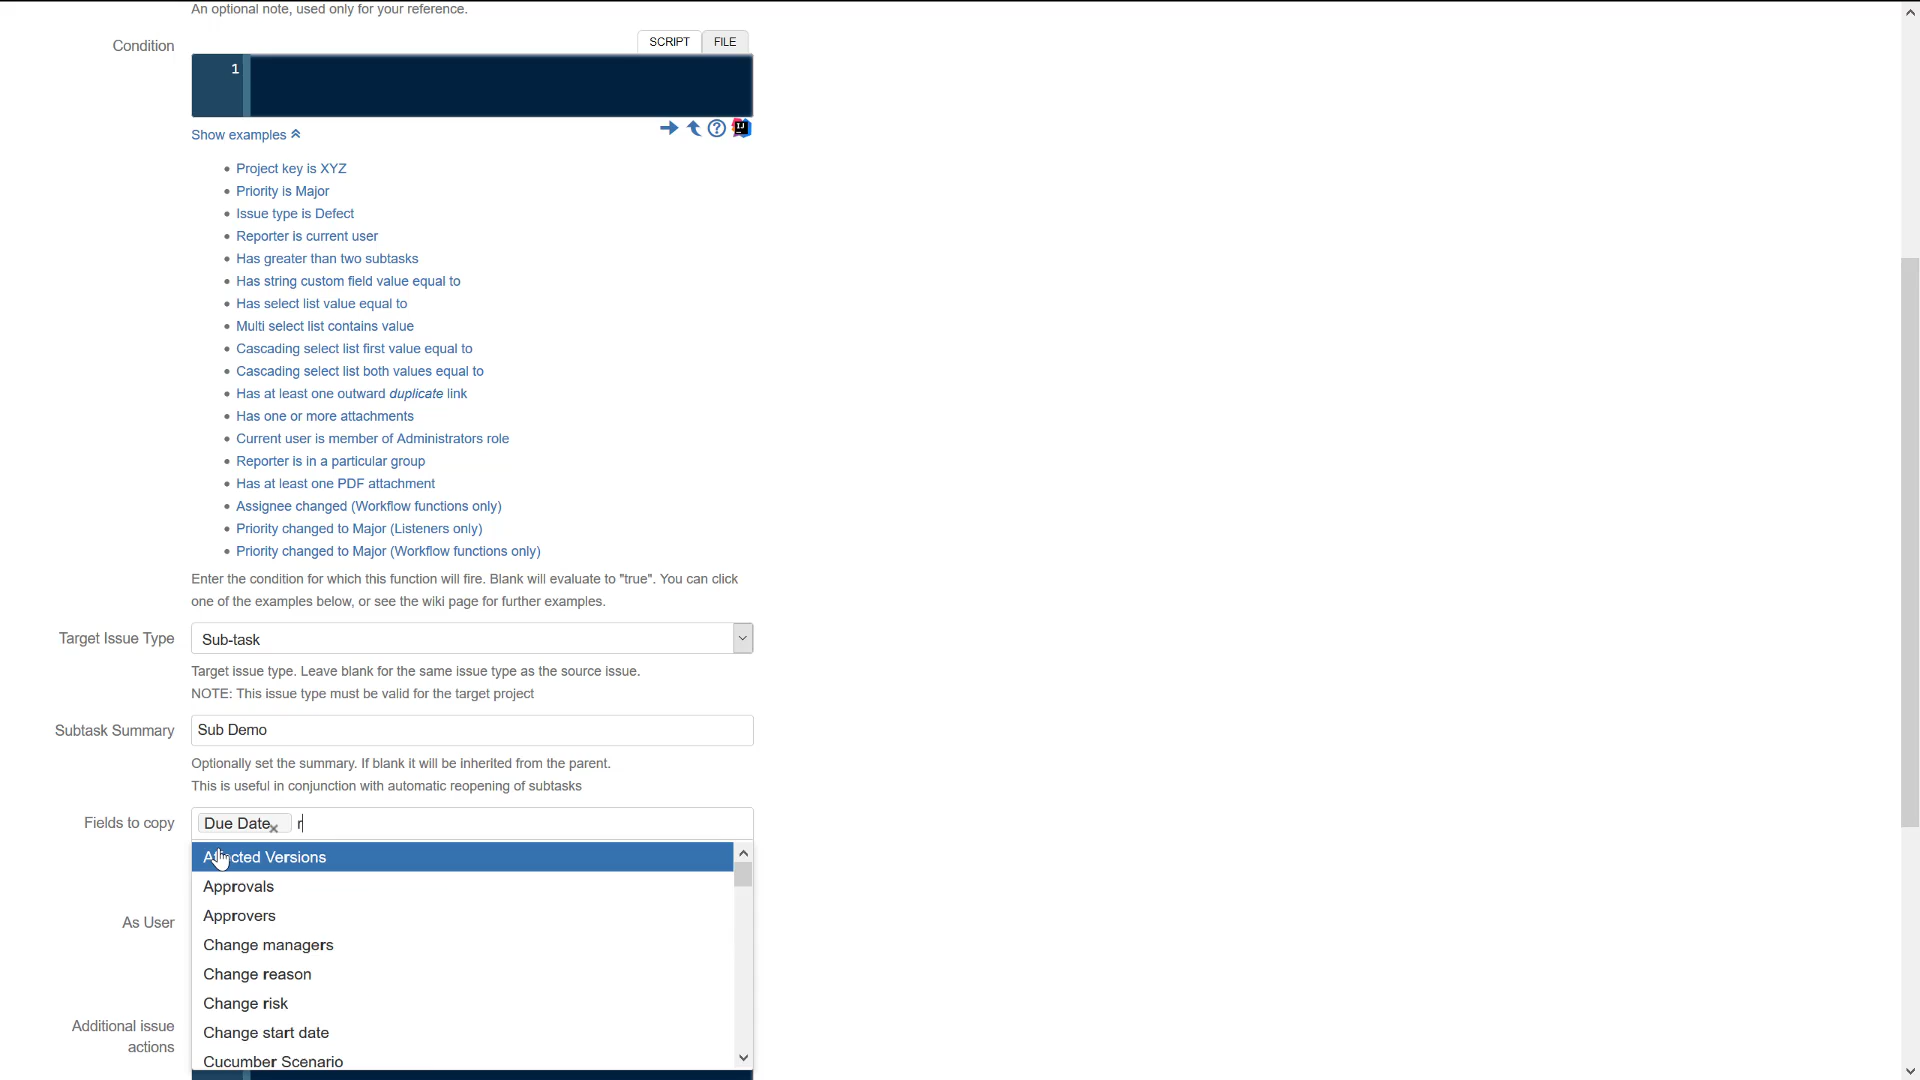 An optional note, used only for your reference.
Condition
SCRIPT FILE
1
Show examples
Project key is XYZ
Priority is Major
Issue type is Defect
Reporter is current user
Has greater than two subtasks
Has string custom field value equal to
Has select list value equal to
Multi select list contains value
Cascading select list first value equal to
Cascading select list both values equal to
Has at least one outward duplicate link
Has one or more attachments
Current user is member of Administrators role
Reporter is in a particular group
Has at least one PDF attachment
Assignee changed (Workflow functions only)
Priority changed to Major (Listeners only)
Priority changed to Major (Workflow functions only)
Enter the condition for which this function will fire. Blank will evaluate to "true". You can click
one of the examples below, or see the wiki page for further examples.
Target Issue Type Sub-task
Target issue type. Leave blank for the same issue type as the source issue.
NOTE: This issue type must be valid for the target project
Subtask Summary Sub Demo
Optionally set the summary. If blank it will be inherited from the parent.
This is useful in conjunction with automatic reopening of subtasks
Fields to copy Due Date r
Affected Versions
Approvals
Approvers
As User
Change managers
Change reason
Change risk
Additional issue
actions
Change start date
Cucumber Scenario